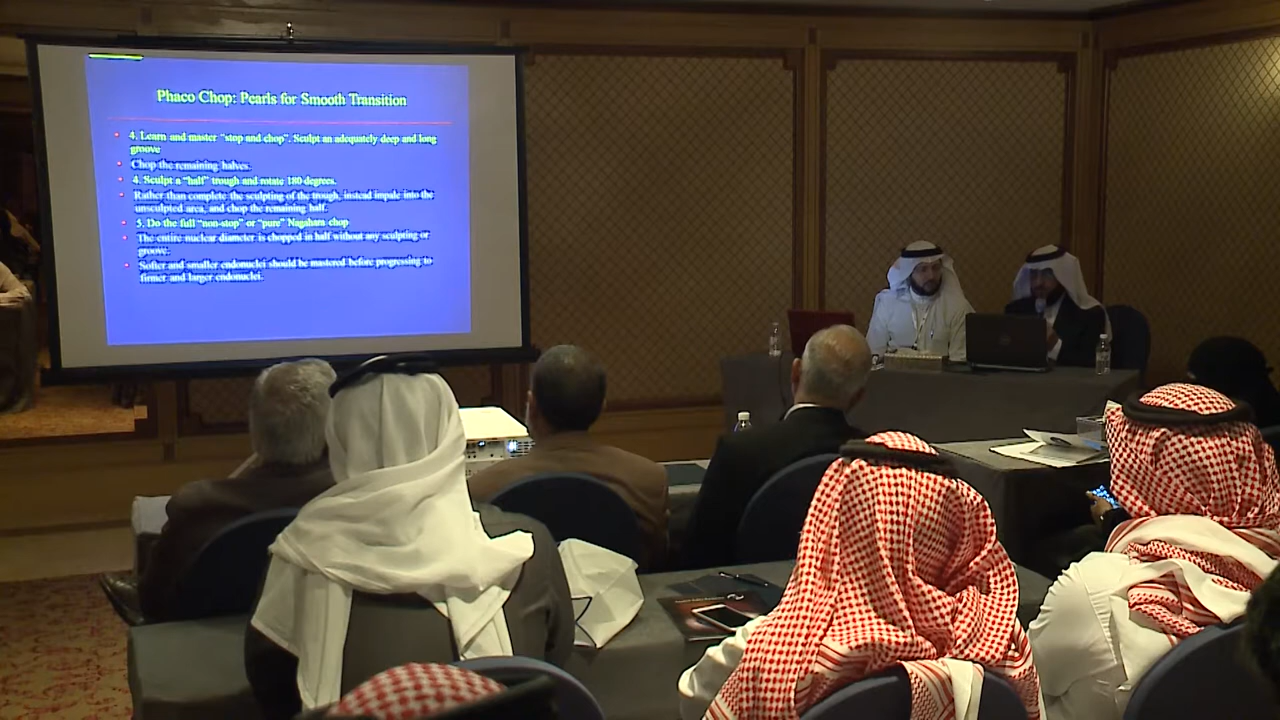 Phaco Chop: Pearls for Smooth Transition
4. Learn and master "stop and chop". Sculpt an adequately deep and long
groove
Chop the remaining halves.
4. Sculpt a "half" trough and rotate 180 degrees.
Rather than complete the sculpting of the trough, instead impale into the
unsculpted area, and chop the remaining half.
5. Do the full "non-stop" or "pure" Nagahara chop
The entire nuclear diameter is chopped in half without any sculpting or
groove.
Softer and smaller endonuclei should be mastered before progressing to
firmer and larger endonuclei.